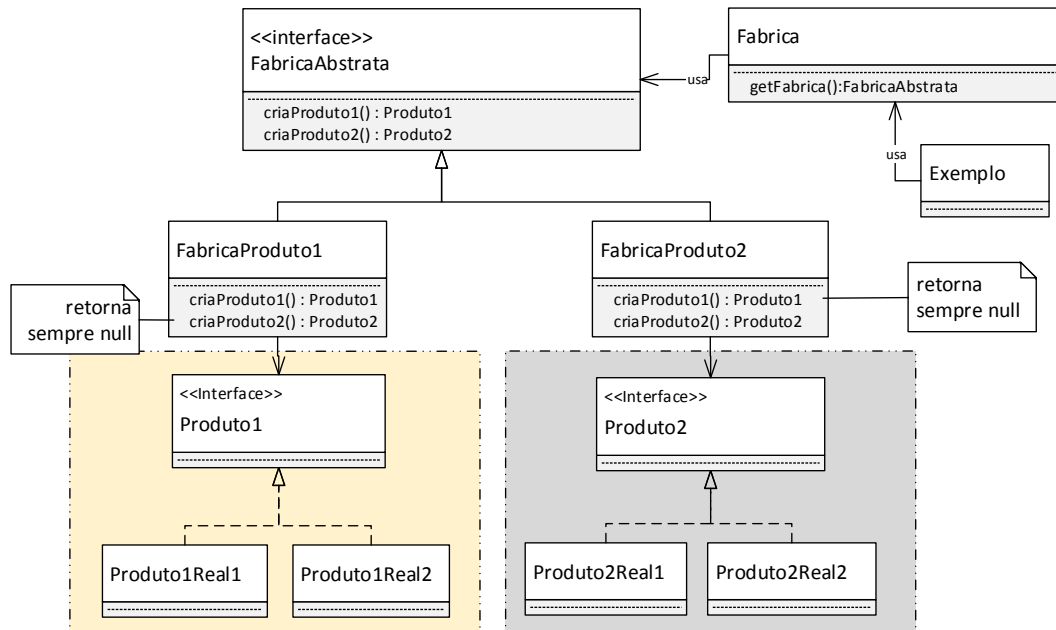 <<interface>>
FabricaAbstrata
criaProduto1() : Produto1
criaProduto2() : Produto2
Fabrica
getFabrica():FabricaAbstrata
usa
usa
Exemplo
FabricaProduto1
criaProduto1() : Produto1
criaProduto2() : Produto2
retorna
sempre null
FabricaProduto2
criaProduto1() : Produto1
criaProduto2() : Produto2
retorna
sempre null
<<Interface>>
Produto1
<<Interface>>
Produto2
Produto1Real1
Produto1Real2
Produto2Real1
Produto2Real2